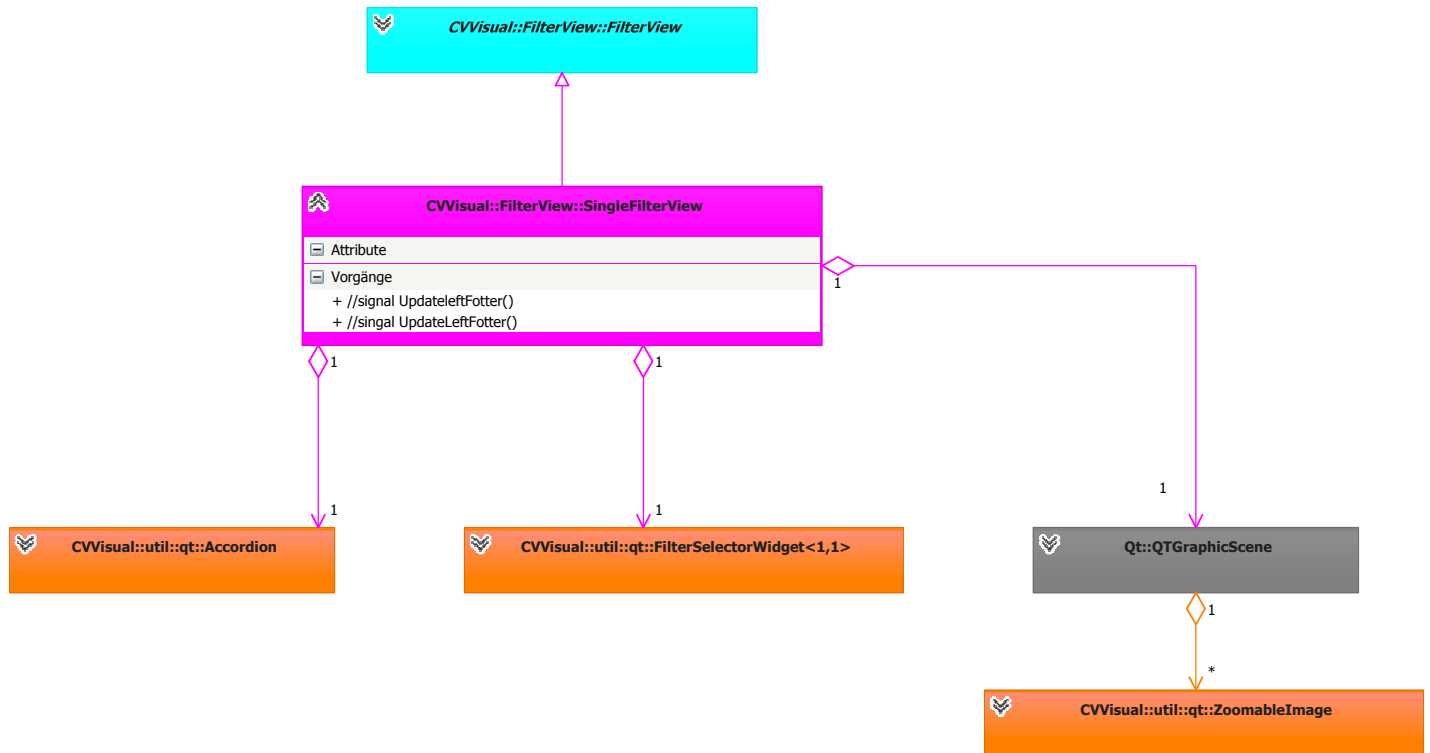 CVVisual::FilterView::FilterView
CVVisual::FilterView::SingleFilterView
Attribute
Vorgänge
+ //signal UpdateleftFotter()
+ //singal UpdateLeftFotter()
1
1
1
1
1
1
CVVisual::util::qt::Accordion
CVVisual::util::qt::FilterSelectorWidget<1,1>
Qt::QTGraphicScene
1
*
CVVisual::util::qt::ZoomableImage